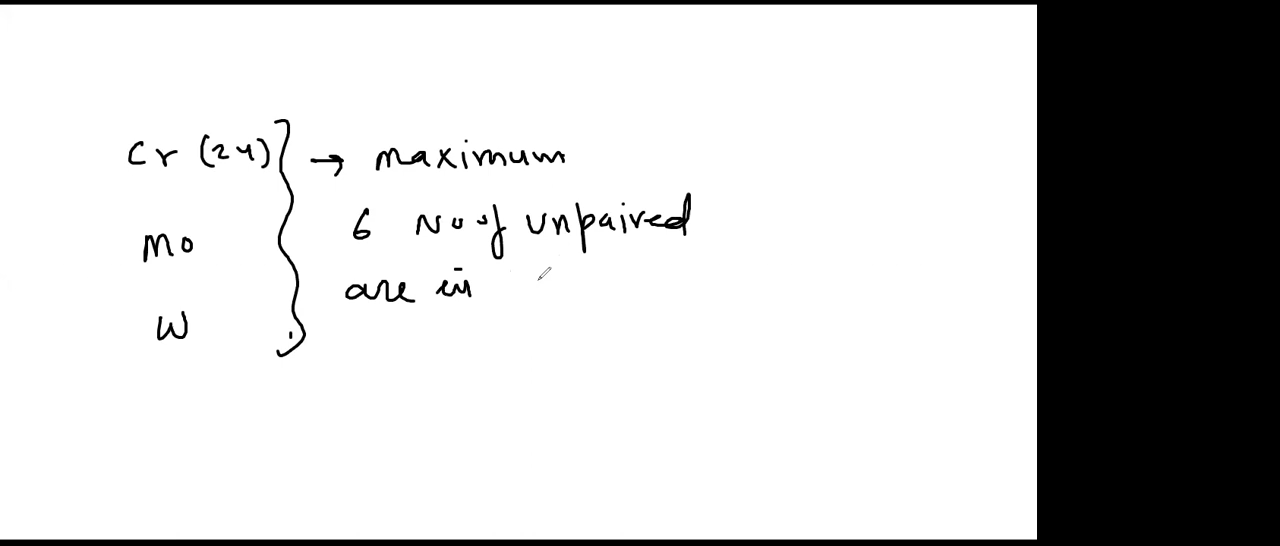 Cr (24) → maximum
6 No of unpaired
Mo
are in
W